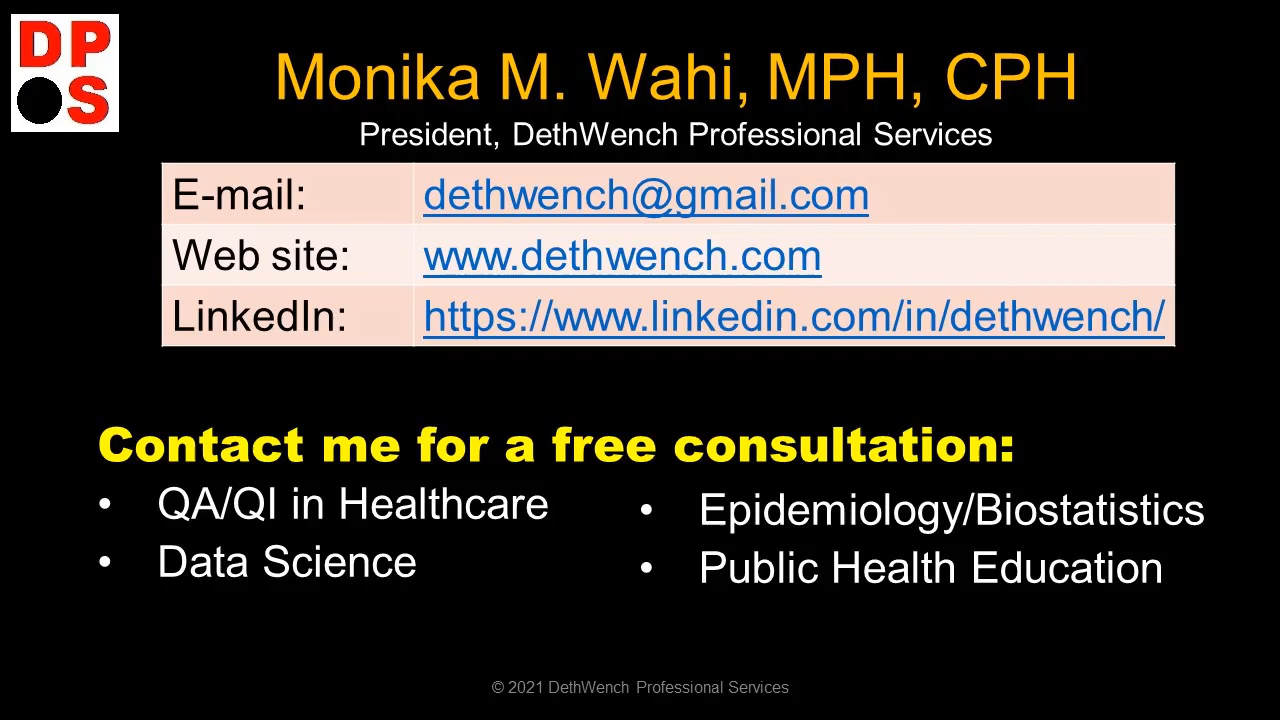 DP
S
Monika M. Wahi, MPH, CPH
President, DethWench Professional Services
E-mail: dethwench@gmail.com
Web site: www.dethwench.com
LinkedIn: https://www.linkedin.com/in/dethwench/
Contact me for a free consultation:
• QA/QI in Healthcare
• Data Science
• Epidemiology/Biostatistics
• Public Health Education
© 2021 DethWench Professional Services